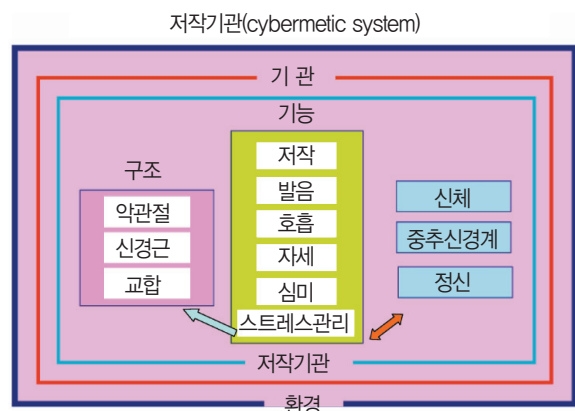 저작기관(cybermetic system)
기 관
기능
구조
악관절
신경근
교합
저작
발음
호흡
자세
심미
스트레스관리
신체
중추신경계
정신
저작기관
환경